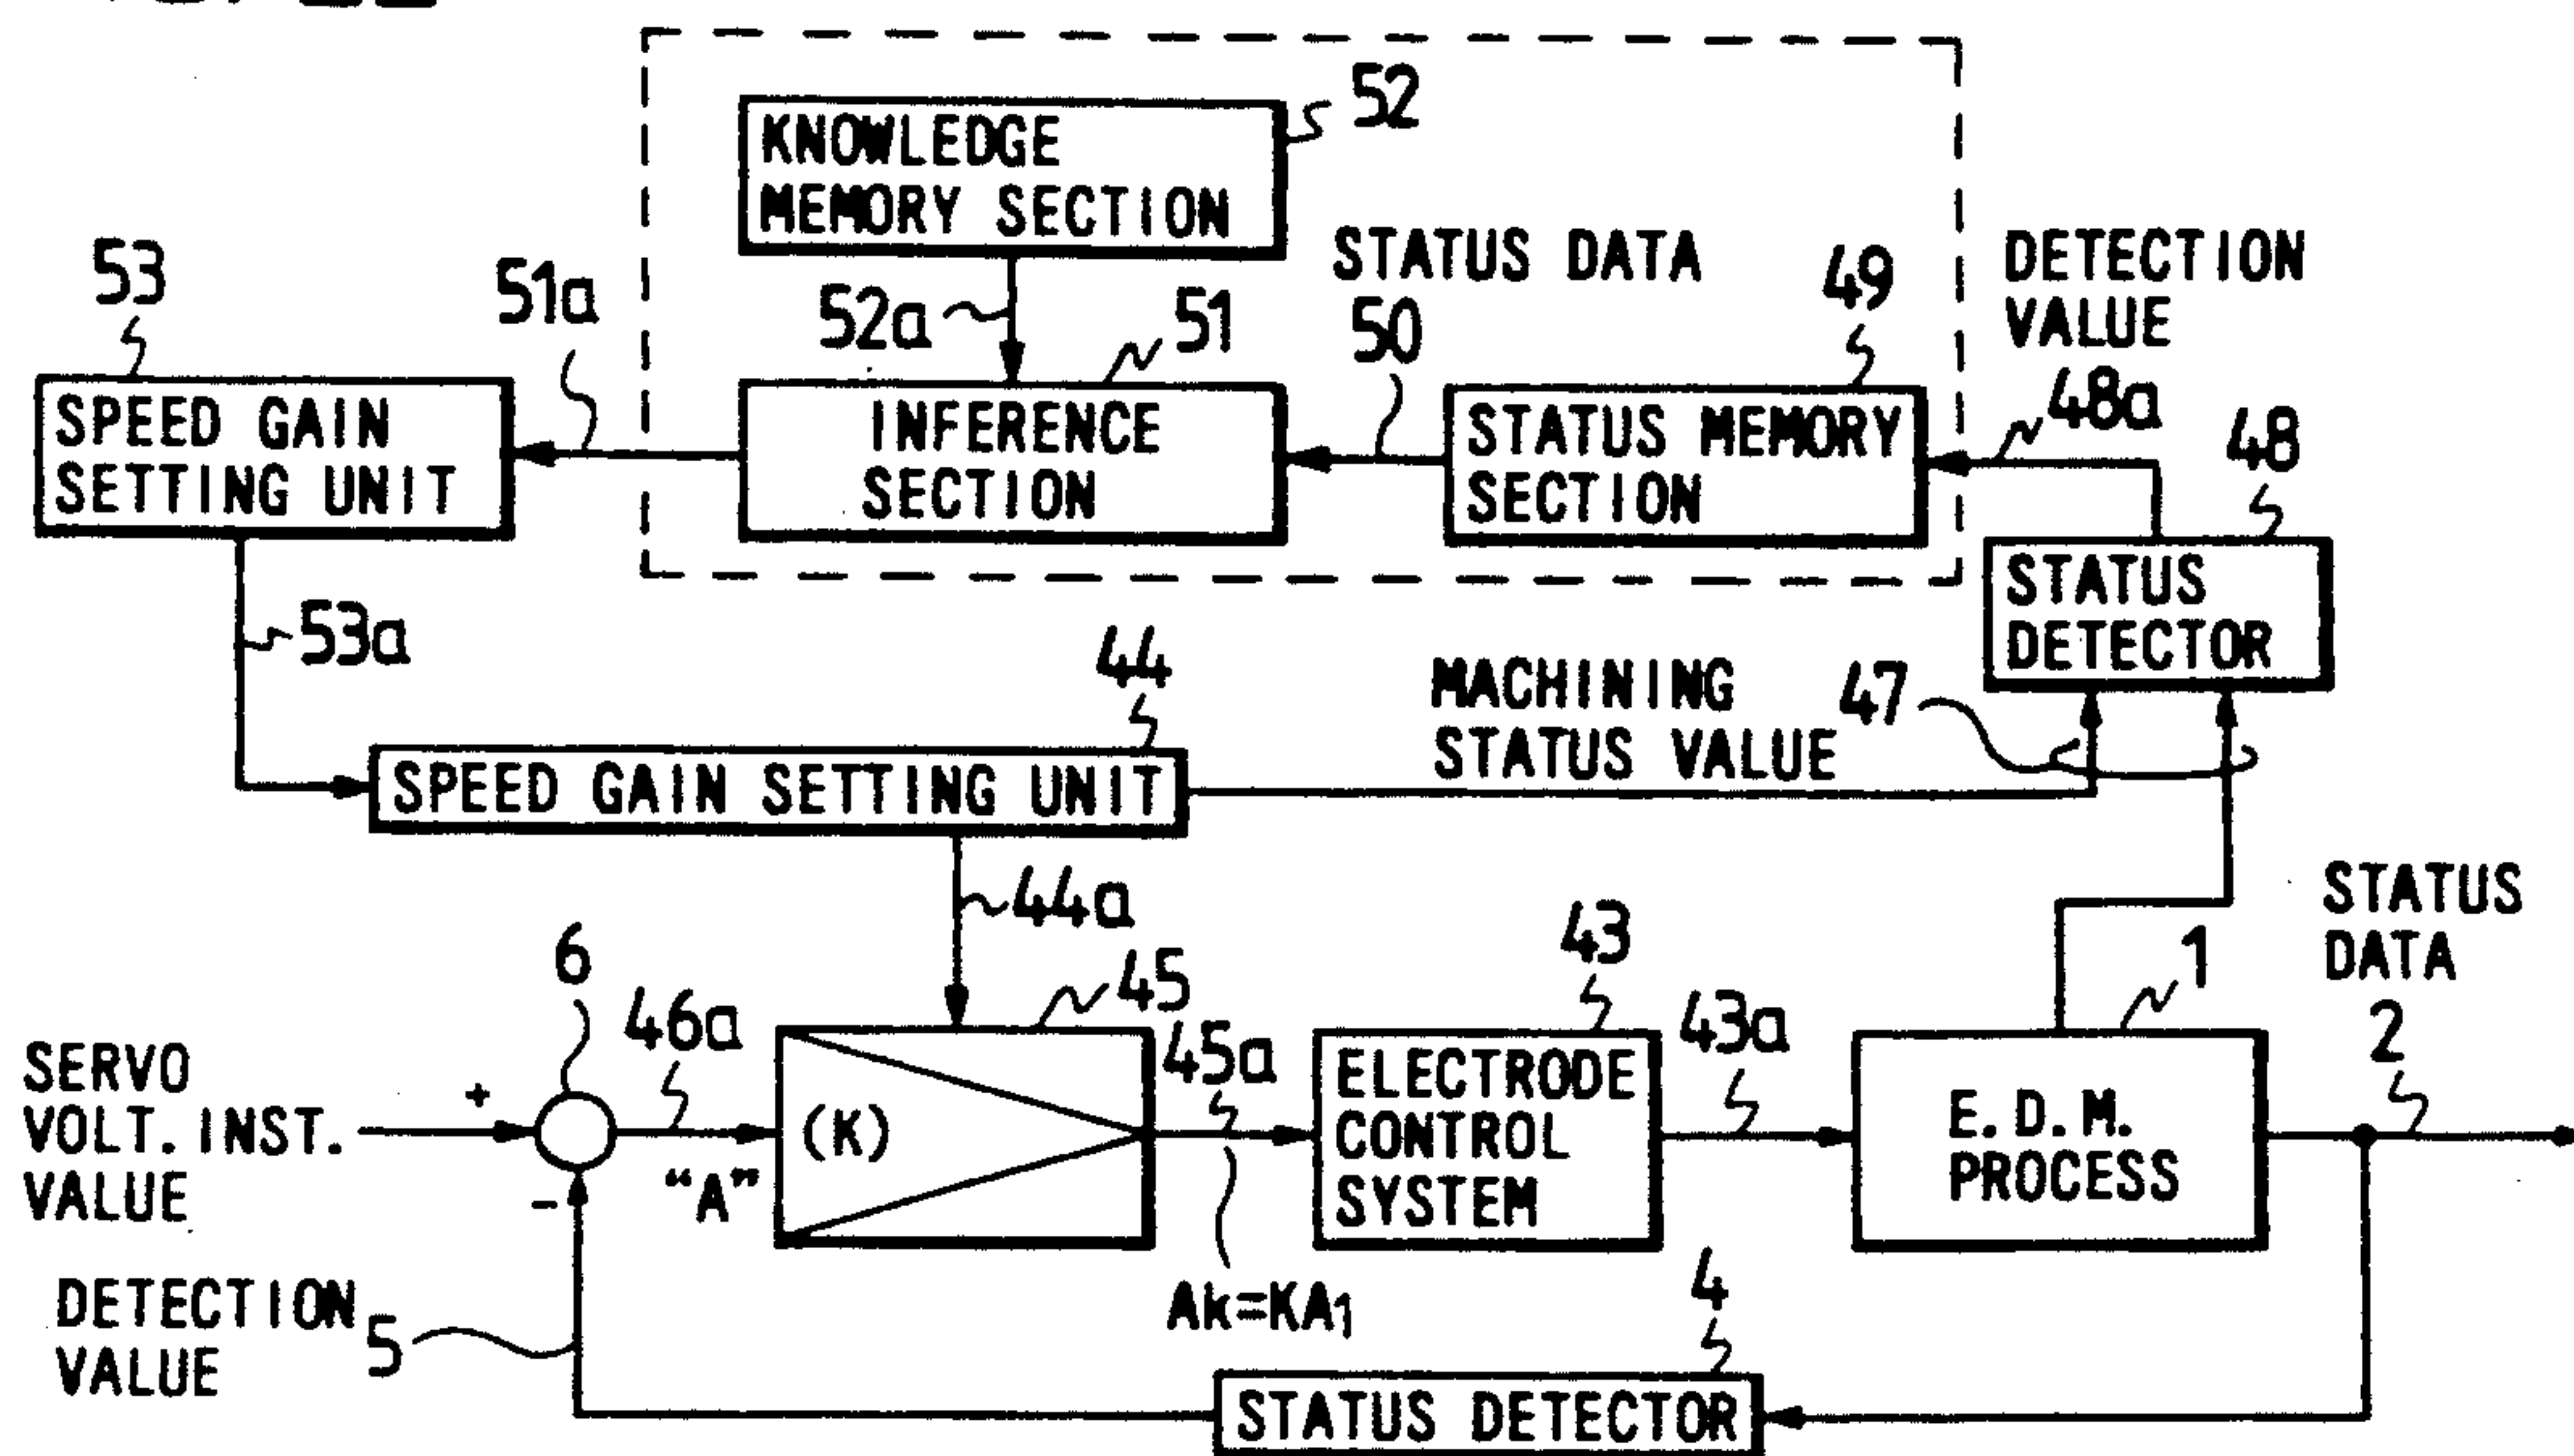 52
KNOWLEDGE
MEMORY SECTION
53
51a
52a
51
STATUS DATA
50
49
DETECTION
VALUE
48a
48
SPEED GAIN
SETTING UNIT
INFERENCE
SECTION
STATUS MEMORY
SECTION
STATUS
DETECTOR
53a
44
MACHINING
STATUS VALUE
47
SPEED GAIN SETTING UNIT
44a
STATUS
DATA
2
6
46a
45
45a
43
43a
1
SERVO
VOLT. INST.
VALUE
+
-
"A"
(K)
ELECTRODE
CONTROL
SYSTEM
E. D. M.
PROCESS
Ak=KA1
DETECTION
VALUE
5
4
STATUS DETECTOR